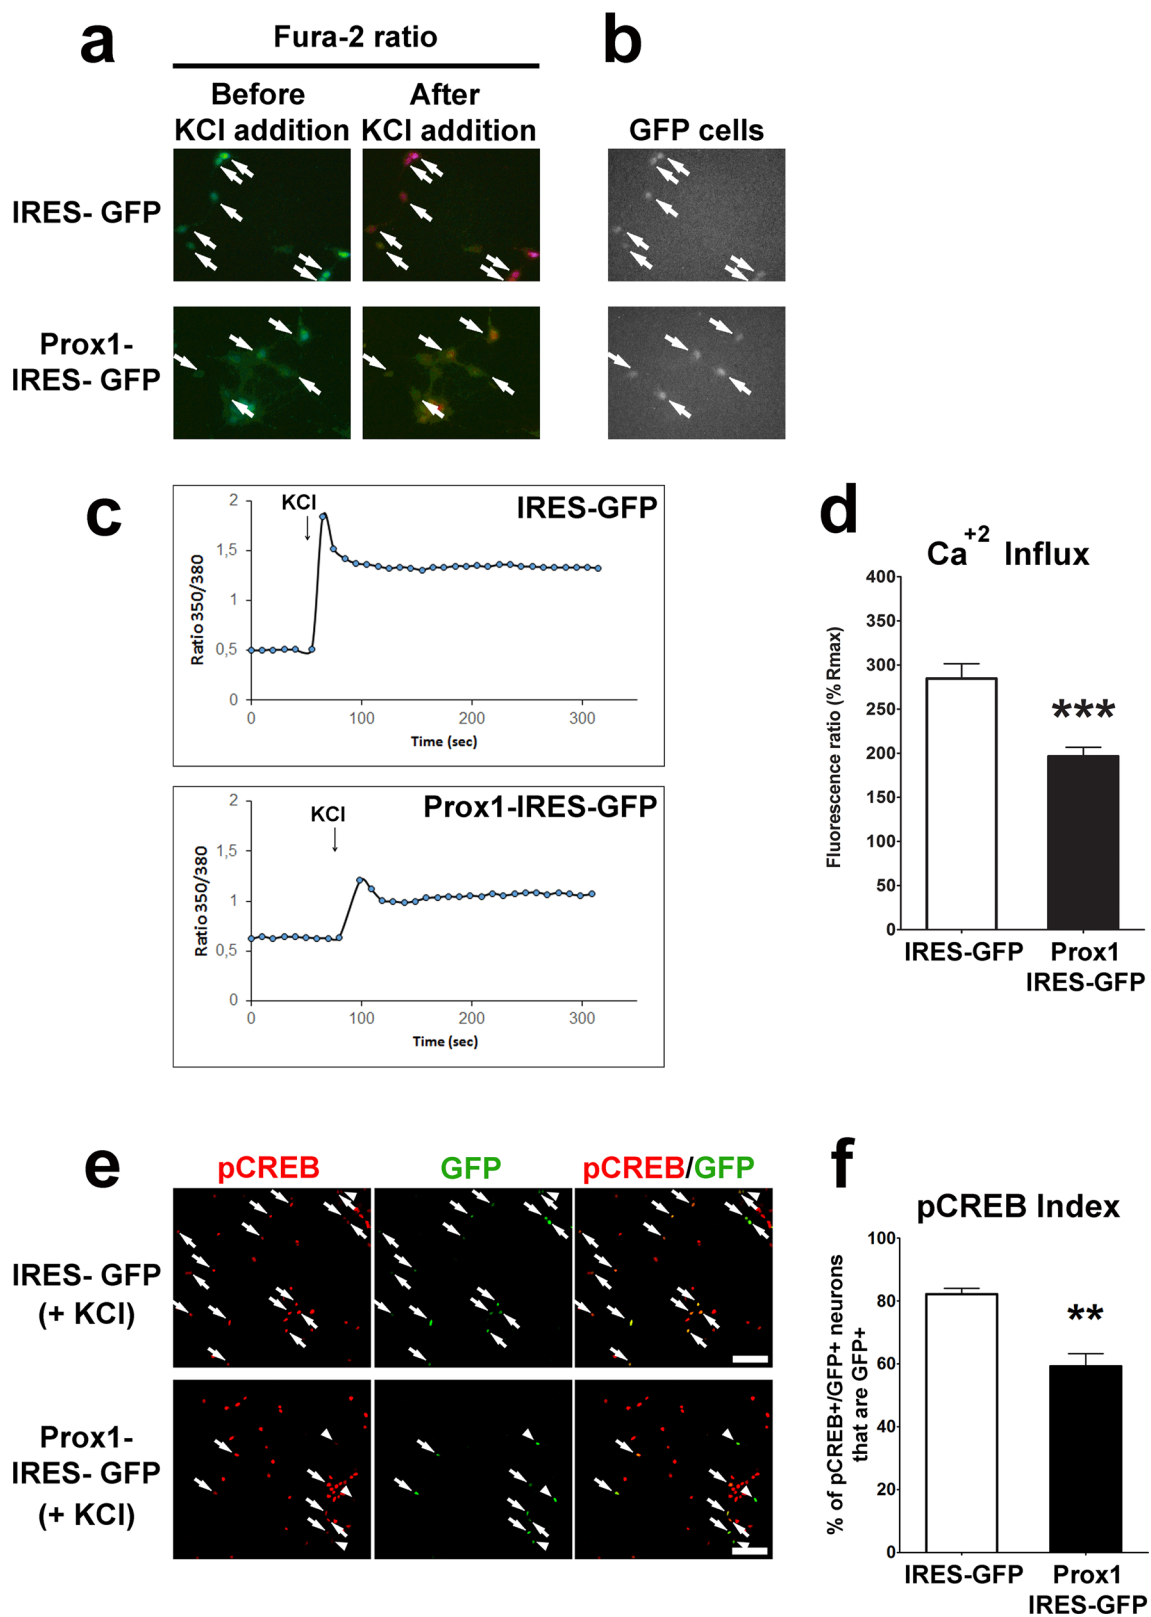 a
Fura-2 ratio
b
Before
KCl addition
After
KCl addition
GFP cells
IRES- GFP
Prox1-
IRES- GFP
c
IRES-GFP
KCl
2
1,5
1
0,5
0
Ratio 350/380
0
100
200
300
Time (sec)
Prox1-IRES-GFP
KCl
2
1,5
1
0,5
0
Ratio 350/380
0
100
200
300
Time (sec)
d
Ca+2 Influx
400
350
300
250
200
150
100
50
0
Fluorescence ratio (% Rmax)
***
IRES-GFP
Prox1
IRES-GFP
e
pCREB
GFP
pCREB/GFP
IRES- GFP
(+ KCl)
Prox1-
IRES- GFP
(+ KCl)
f
pCREB Index
100
80
60
40
20
0
% of pCREB+/GFP+ neurons
that are GFP+
**
IRES-GFP
Prox1
IRES-GFP